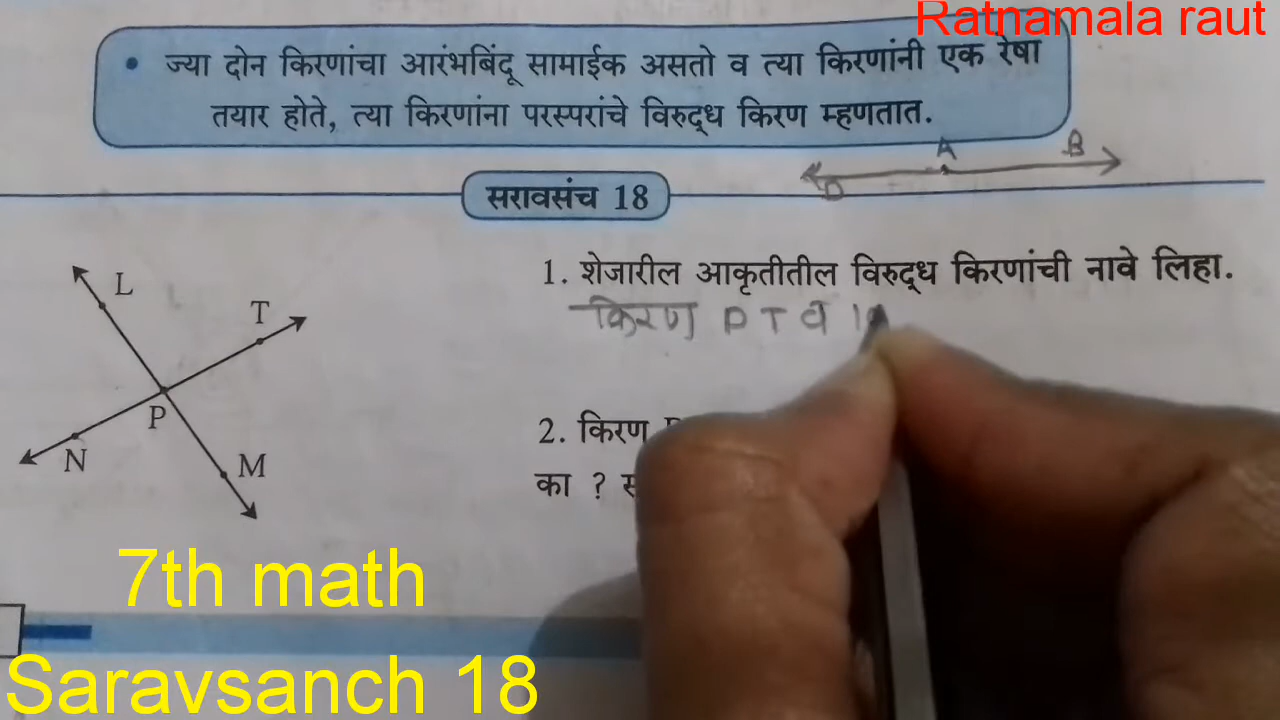 Ratnamala raut
• ज्या दोन किरणांचा आरंभबिंदू सामाईक असतो व त्या किरणांनी एक रेषा
तयार होते, त्या किरणांना परस्परांचे विरुद्ध किरण म्हणतात.
A B
सरावसंच 18
1. शेजारील आकृतीतील विरुद्ध किरणांची नावे लिहा.
किरण P T व
L
T
P
N
M
2. किरण
का ?
7th math
Saravsanch 18